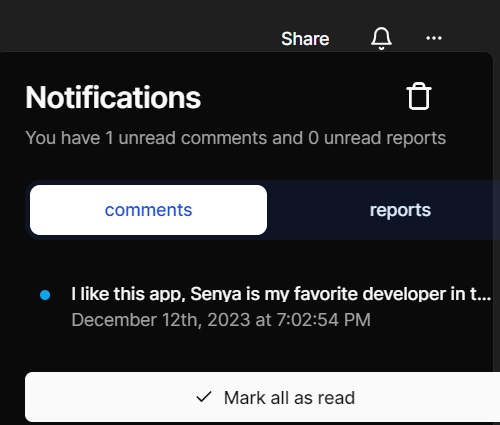 Share
Notifications
You have 1 unread comments and 0 unread reports
comments reports
I like this app, Senya is my favorite developer in t...
December 12th, 2023 at 7:02:54 PM
Mark all as read